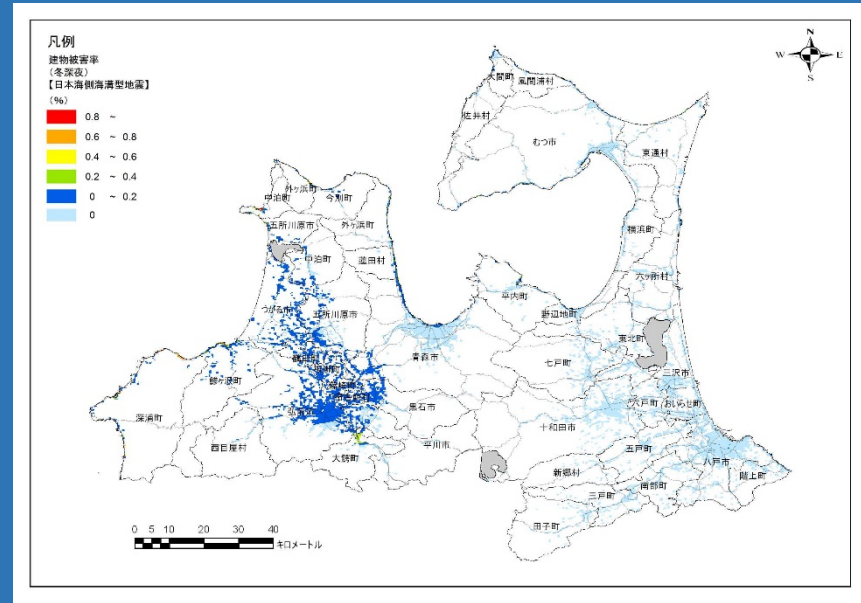 凡例
建物被害率
（冬深夜）
【日本海側海溝型地震】
（%）
0.8 ～
0.6 ～ 0.8
0.4 ～ 0.6
0.2 ～ 0.4
0 ～ 0.2
0
N
W
E
S
大間町
風間浦村
佐井村
むつ市
東通村
外ヶ浜町
中泊町
今別町
五所川原市
外ヶ浜町
横浜町
中泊町
蓬田村
六ヶ所村
平内町
つがる市
五所川原市
野辺地町
東北町
青森市
七戸町
三沢市
鰺ヶ沢町
六戸町
おいらせ町
深浦町
黒石市
十和田市
西目屋村
平川市
五戸町
八戸市
大鰐町
新郷村
階上町
南部町
三戸町
田子町
0 5 10 20 30 40
キロメートル